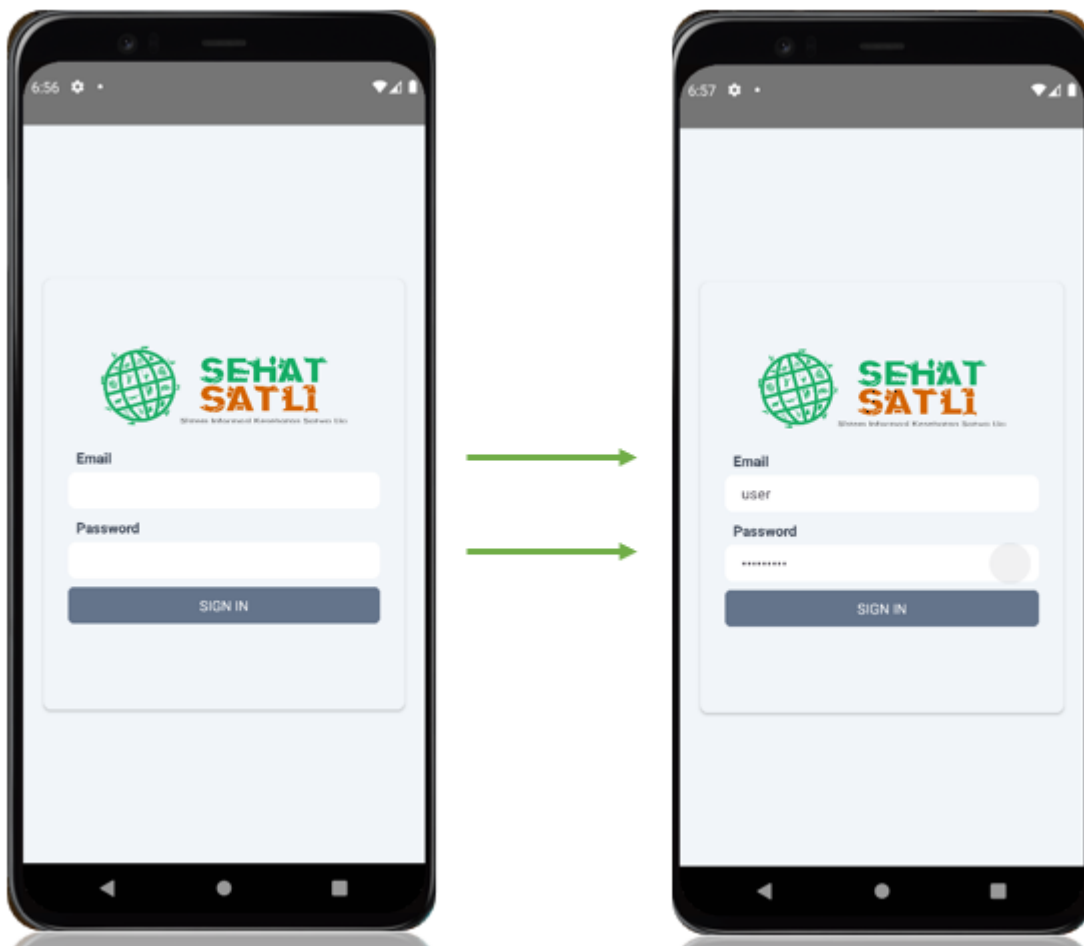 6:56
SEHAT
SATLI
Email
Password
SIGN IN
6:57
SEHAT
SATLI
Email
user
Password
•••••••••
SIGN IN